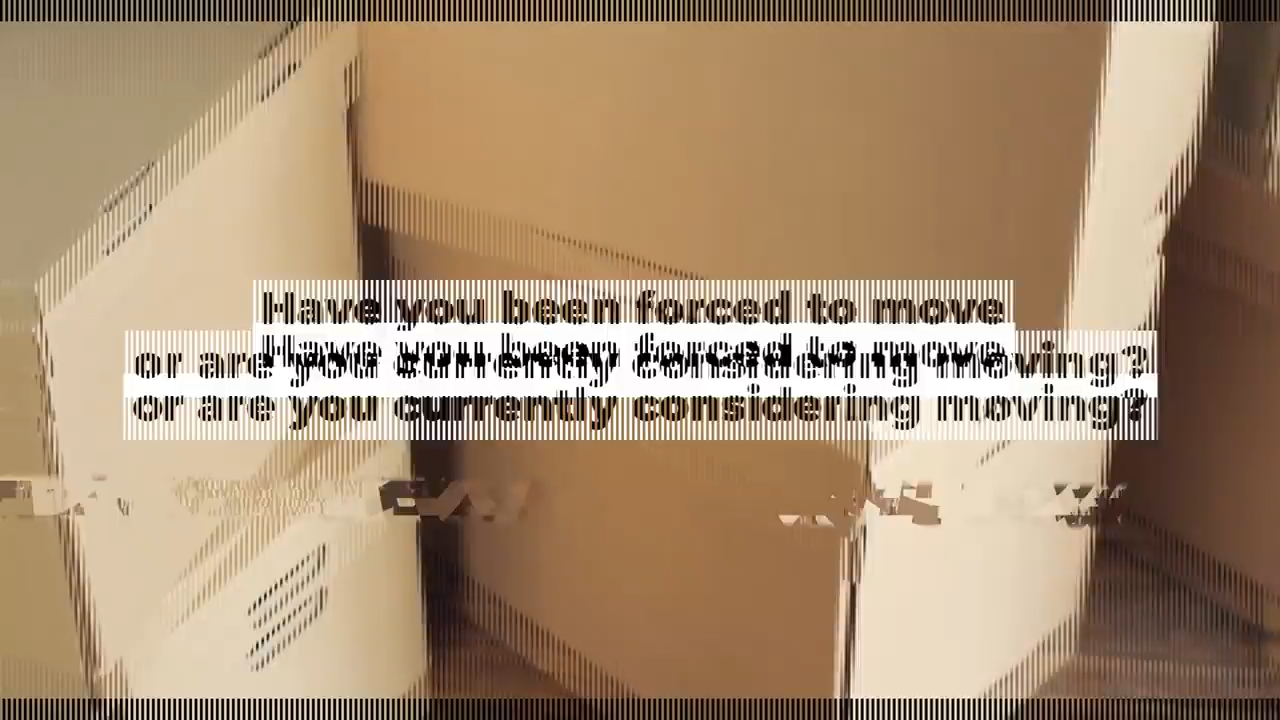 Have you been forced to move
or are you currently considering moving?